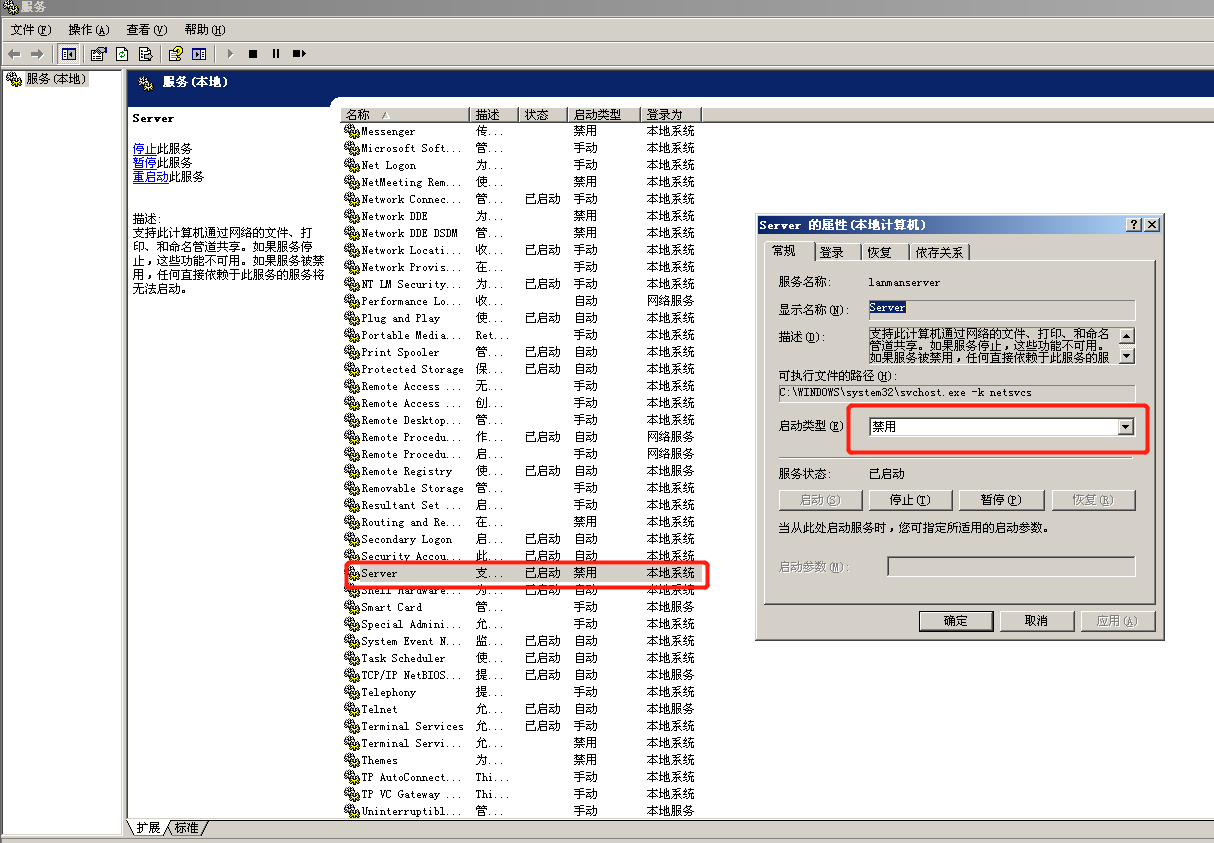 服务
文件(F) 操作(A) 查看(V) 帮助(H)
服务(本地)
服务(本地)
Server
停止此服务
暂停此服务
重启动此服务
描述:
支持此计算机通过网络的文件、打
印、和命名管道共享。如果服务停
止，这些功能不可用。如果服务被禁
用，任何直接依赖于此服务的服务将
无法启动。
名称 描述 状态 启动类型 登录为
Messenger 传... 禁用 本地系统
Microsoft Soft... 管... 手动 本地系统
Net Logon 为... 手动 本地系统
NetMeeting Rem... 使... 禁用 本地系统
Network Connec... 管... 已启动 手动 本地系统
Network DDE 为... 禁用 本地系统
Network DDE DSDM 管... 禁用 本地系统
Network Locati... 收... 已启动 手动 本地系统
Network Provis... 在... 手动 本地系统
NT LM Security... 为... 已启动 手动 本地系统
Performance Lo... 收... 自动 网络服务
Plug and Play 使... 已启动 自动 本地系统
Portable Media... Ret... 手动 本地系统
Print Spooler 管... 已启动 自动 本地系统
Protected Storage 保... 已启动 自动 本地系统
Remote Access ... 无... 手动 本地系统
Remote Access ... 创... 手动 本地系统
Remote Desktop... 管... 手动 本地系统
Remote Procedu... 作... 已启动 自动 网络服务
Remote Procedu... 启... 手动 网络服务
Remote Registry 使... 已启动 自动 本地服务
Removable Storage 管... 手动 本地系统
Resultant Set ... 启... 手动 本地系统
Routing and Re... 在... 禁用 本地系统
Secondary Logon 启... 已启动 自动 本地系统
Security Accou... 此... 已启动 自动 本地系统
Server 支... 已启动 禁用 本地系统
Shell Hardware... 为... 已启动 自动 本地系统
Smart Card 管... 手动 本地服务
Special Admini... 允... 手动 本地系统
System Event N... 监... 已启动 自动 本地系统
Task Scheduler 使... 已启动 自动 本地系统
TCP/IP NetBIOS... 提... 已启动 自动 本地服务
Telephony 提... 手动 本地系统
Telnet 允... 已启动 自动 本地服务
Terminal Services 允... 已启动 手动 本地系统
Terminal Servi... 允... 禁用 本地系统
Themes 为... 禁用 本地系统
TP AutoConnect... Thi... 手动 本地系统
TP VC Gateway ... Thi... 手动 本地系统
Uninterruptibl... 管... 手动 本地服务
扩展 标准
Server 的属性(本地计算机)
常规 登录 恢复 依存关系
服务名称: lanmanserver
显示名称(N): Server
描述(D): 支持此计算机通过网络的文件、打印、和命名
管道共享。如果服务停止，这些功能不可用。
如果服务被禁用，任何直接依赖于此服务的服
可执行文件的路径(H):
C:\WINDOWS\system32\svchost.exe -k netsvcs
启动类型(E) 禁用
服务状态: 已启动
启动(S) 停止(T) 暂停(P) 恢复(R)
当从此处启动服务时，您可指定所适用的启动参数。
启动参数(M):
确定 取消 应用(A)